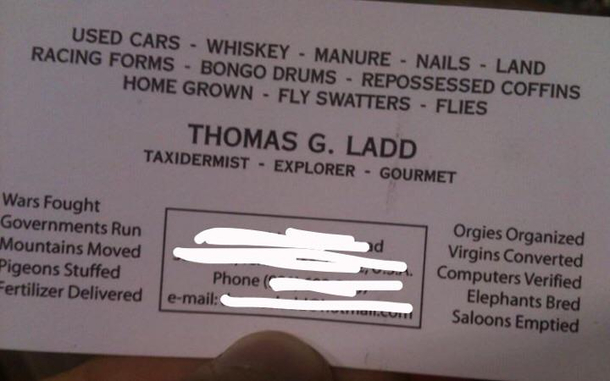 USED CARS - WHISKEY - MANURE - NAILS - LAND
RACING FORMS - BONGO DRUMS - REPOSSESSED COFFINS
HOME GROWN - FLY SWATTERS - FLIES
THOMAS G. LADD
TAXIDERMIST - EXPLORER - GOURMET
Wars Fought
Governments Run
Mountains Moved
Pigeons Stuffed
Fertilizer Delivered
Phone (
e-mail:
Orgies Organized
Virgins Converted
Computers Verified
Elephants Bred
Saloons Emptied